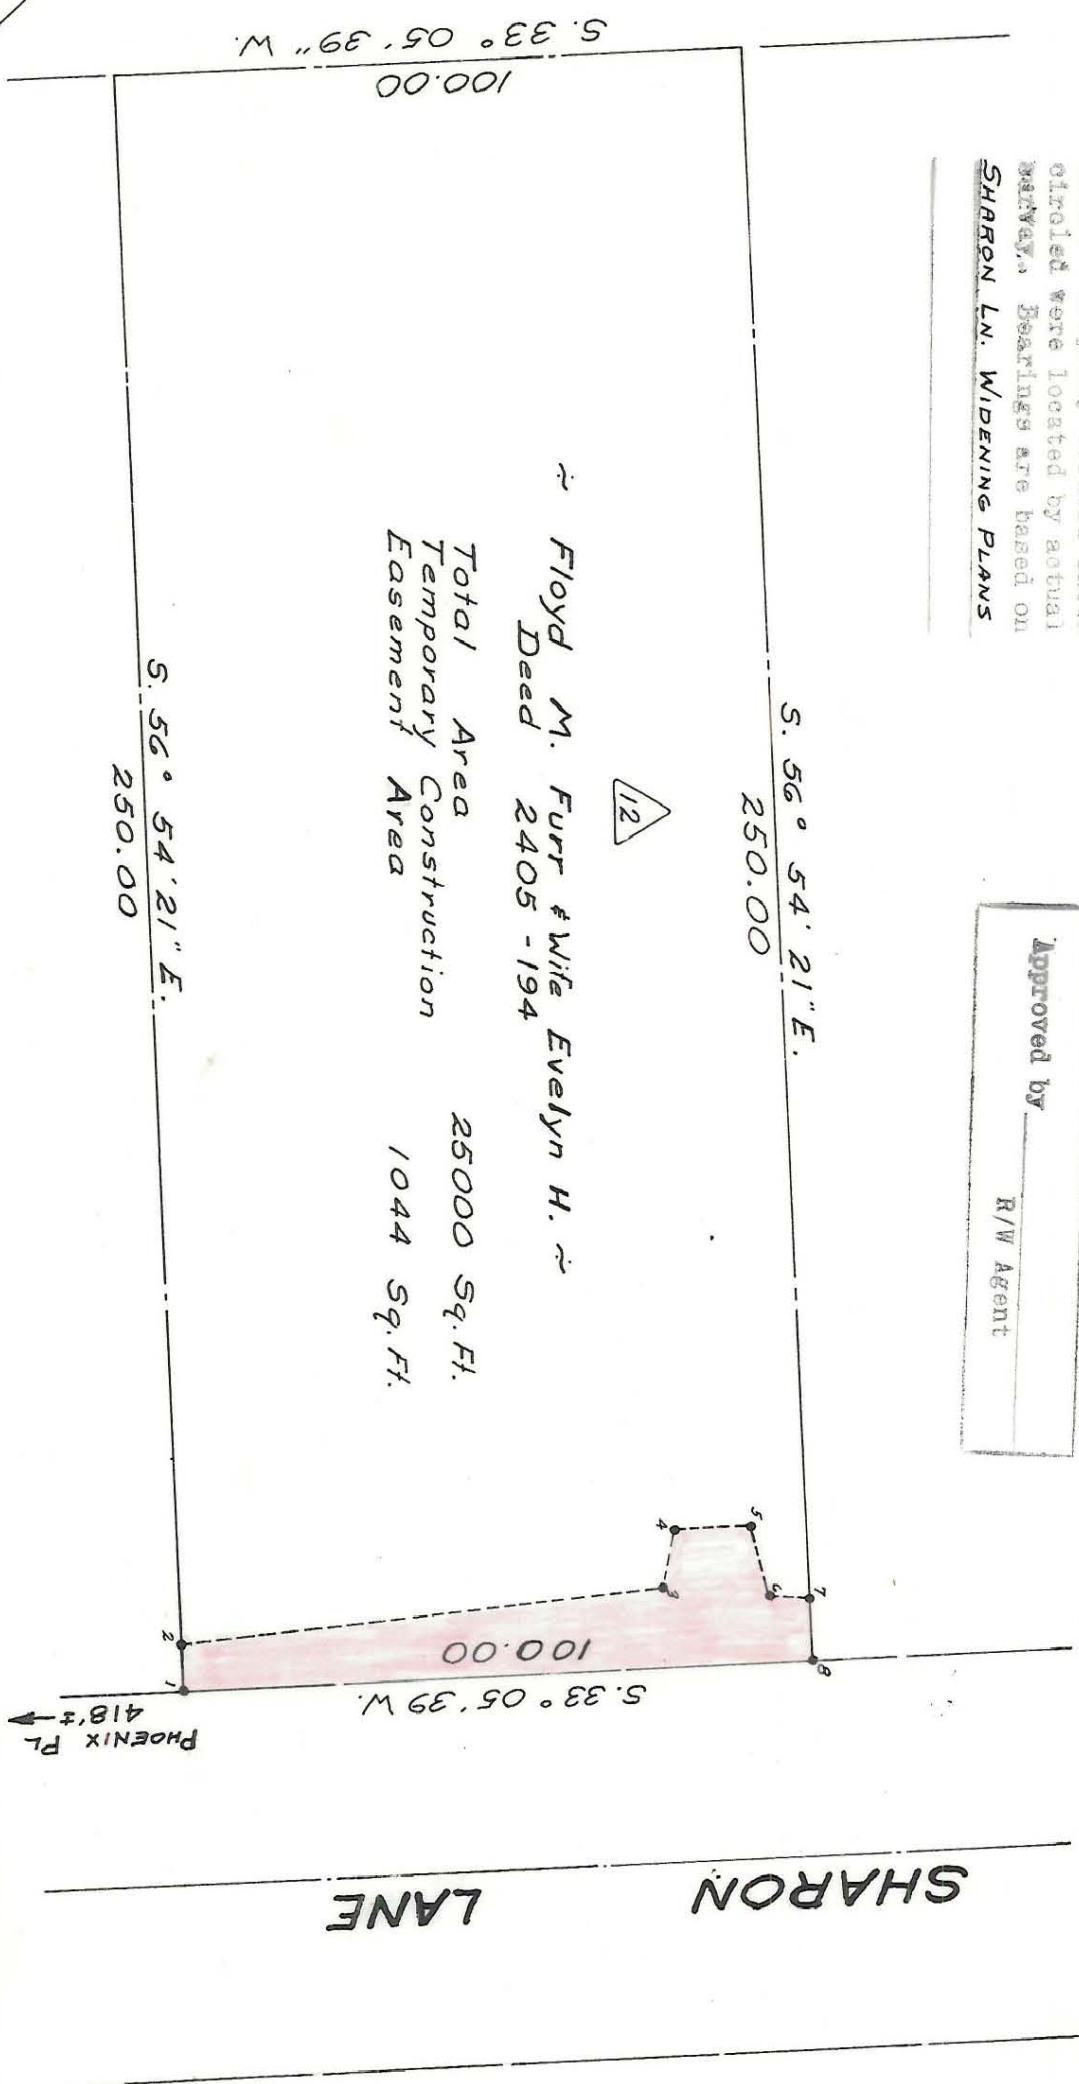 circled were located by actual
survey. Bearings are based on
SHARON LN. WIDENING PLANS
Approved by
R/W Agent
S. 56° 54' 21" E.
250.00
S. 33° 05' 39" W.
100.00
12
~ Floyd M. Furr & Wife Evelyn H. ~
Deed 2405-194
Total Area 25000 Sq. Ft.
Temporary Construction
Easement Area 1044 Sq. Ft.
S. 56° 54' 21" E.
250.00
1
2
3
4
5
6
7
8
100.00
S. 33° 05' 39 W.
PHOENIX PL
418'±
SHARON LANE